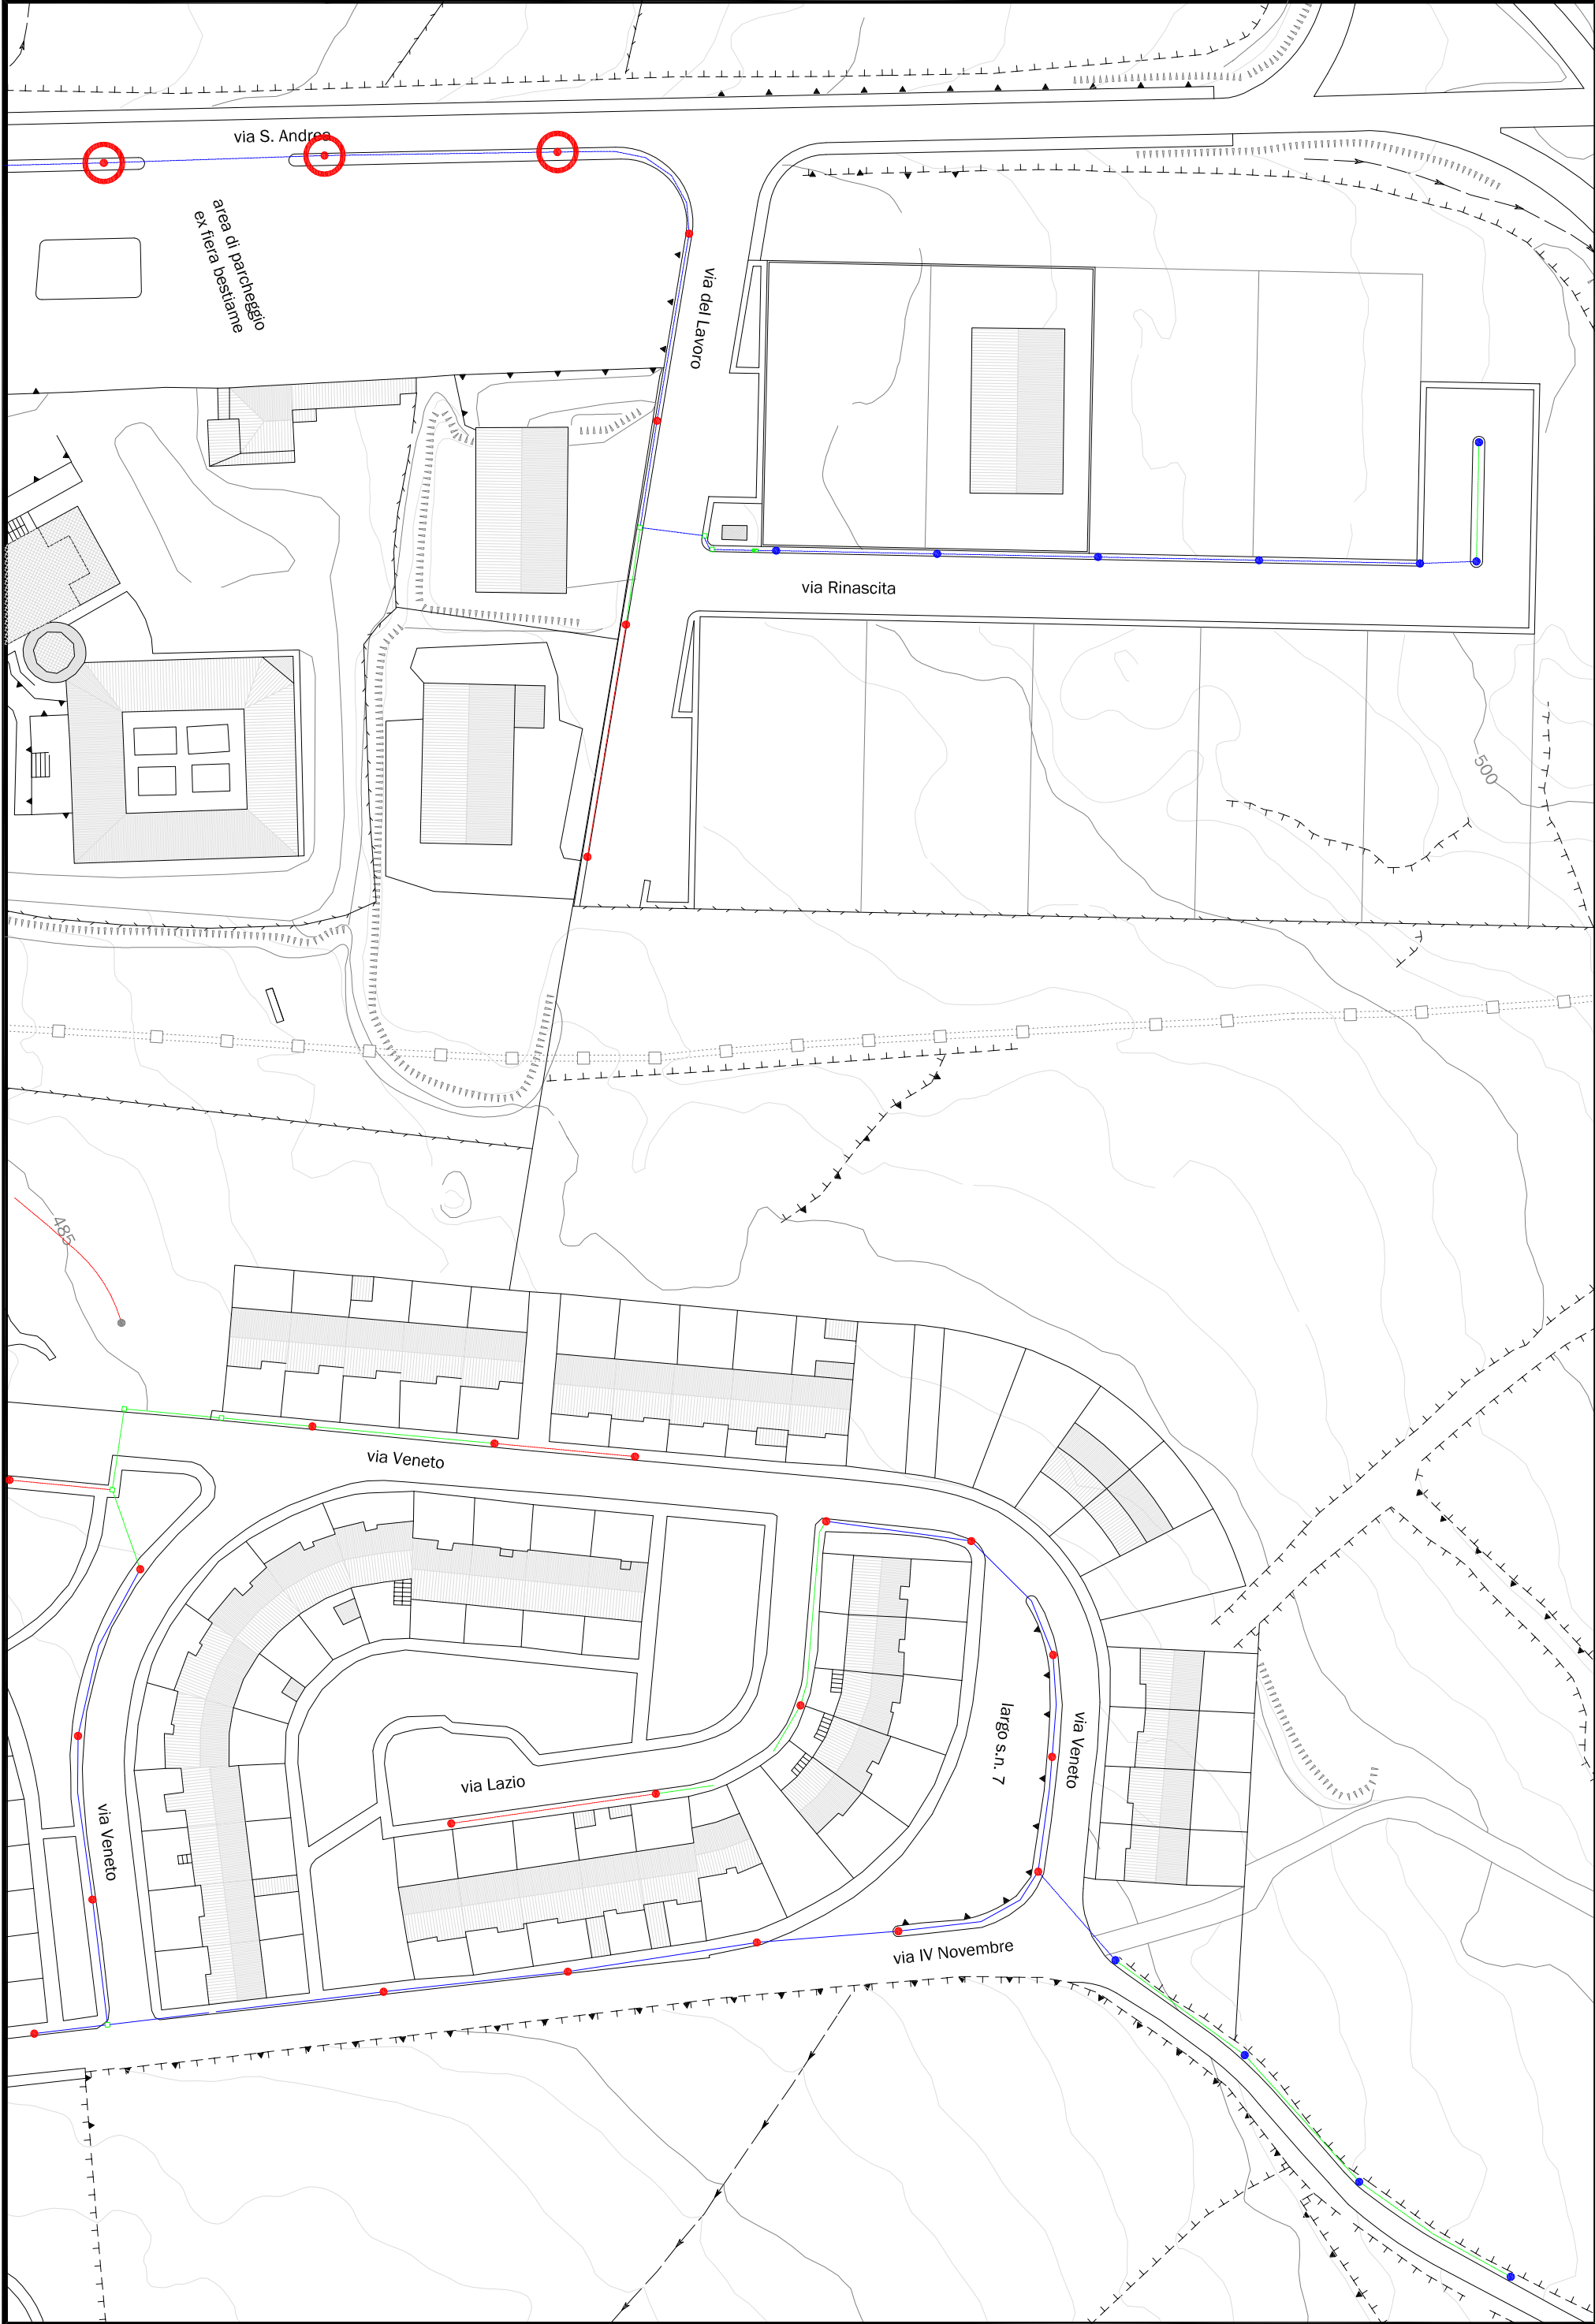 via S. Andrea
area di parcheggio
ex fiera bestiame
via del Lavoro
via Rinascita
500
485
via Veneto
largo s.n. 7
via Veneto
via Lazio
via Veneto
via IV Novembre